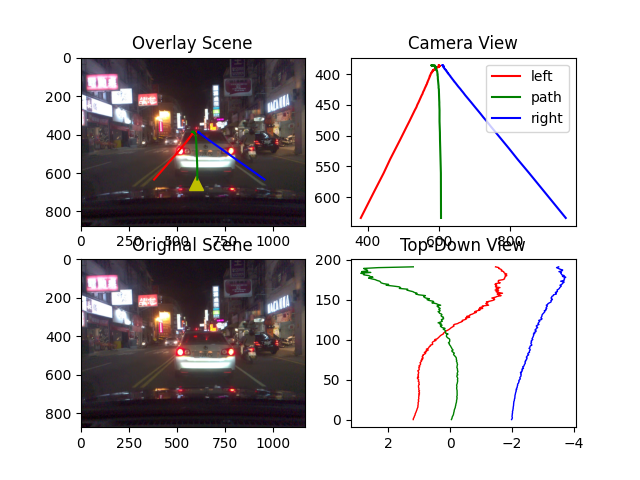 Overlay Scene
0
200
400
600
800
0 250 500 750 1000
Camera View
left
path
right
400
450
500
550
600
400 600 800
Original Scene
0
200
400
600
800
0 250 500 750 1000
Top-Down View
200
150
100
50
0
2 0 −2 −4